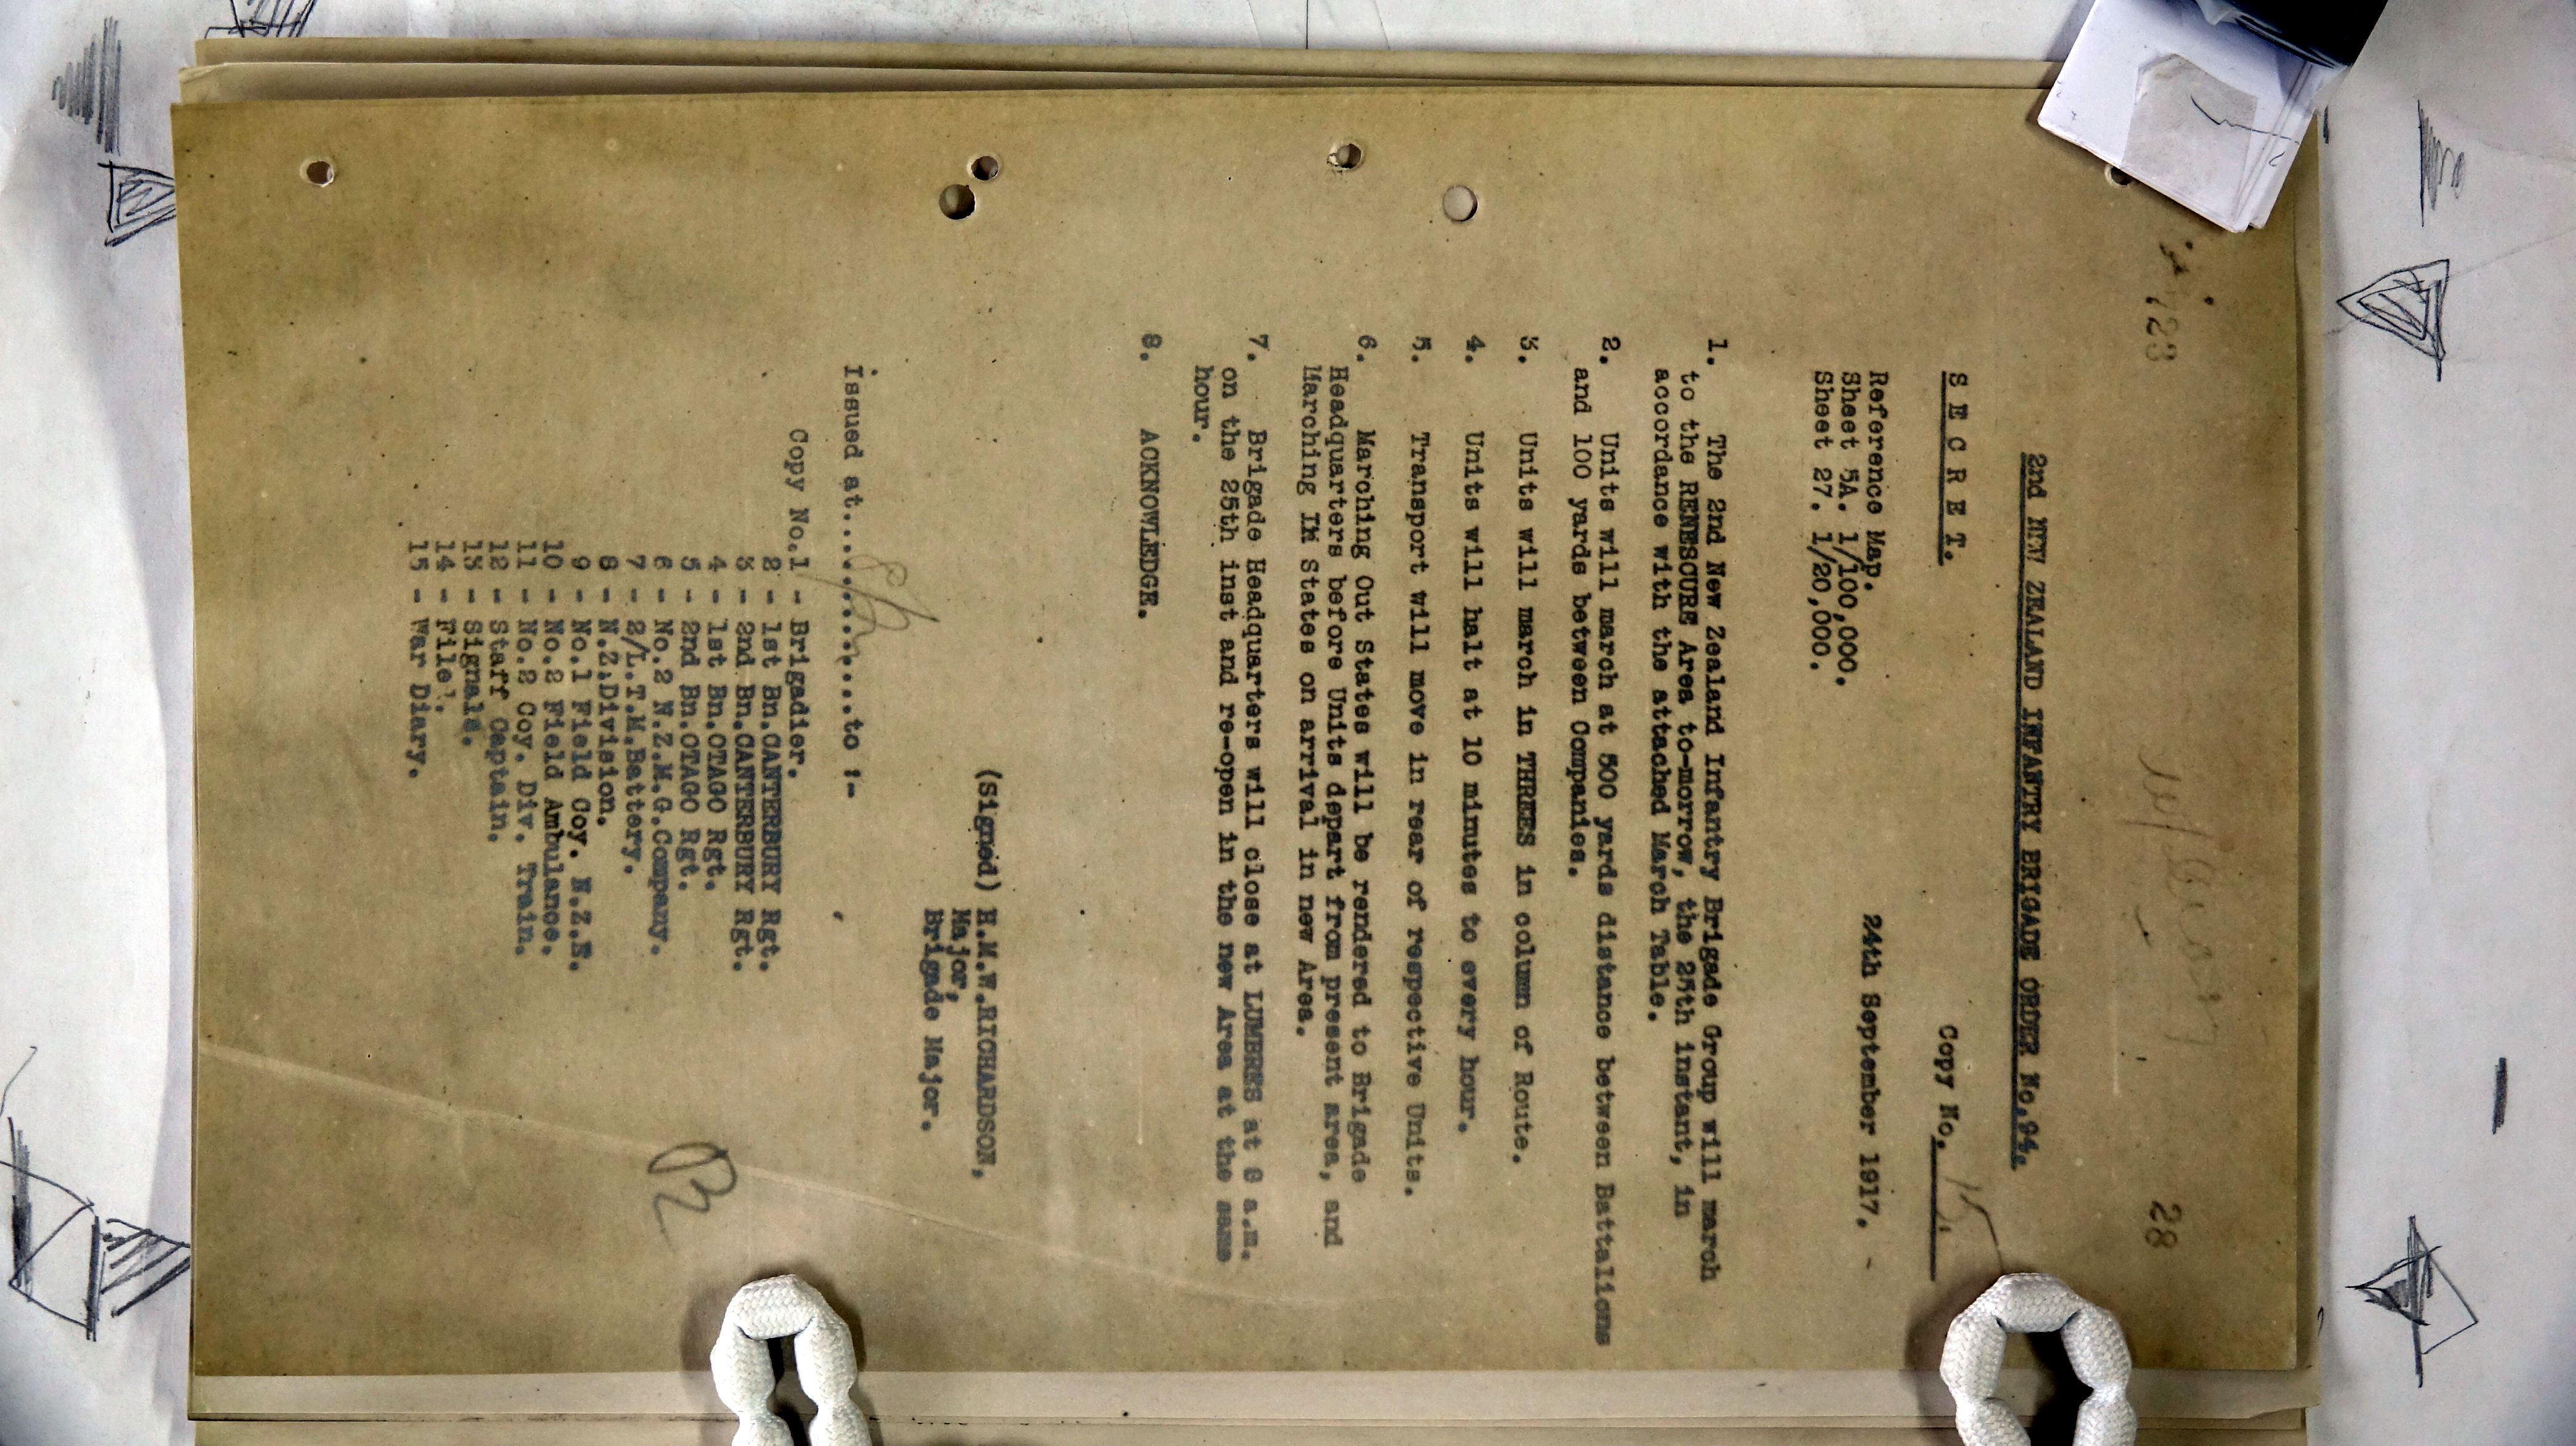 28
2nd NEW ZEALAND INFANTRY BRIGADE ORDER No.94.
Copy No. 15
S E C R E T.
24th September 1917.
Reference Map.
Sheet 5A. 1/100,000.
Sheet 27. 1/20,000.
1. The 2nd New Zealand Infantry Brigade Group will march
to the RENESCURE Area to-morrow, the 25th instant, in
accordance with the attached March Table.
2. Units will march at 500 yards distance between Battalions
and 100 yards between Companies.
3. Units will march in THREES in column of Route.
4. Units will halt at 10 minutes to every hour.
5. Transport will move in rear of respective Units.
6. Marching Out States will be rendered to Brigade
Headquarters before Units depart from present area, and
Marching IN States on arrival in new Area.
7. Brigade Headquarters will close at LUMBRES at 8 a.m.
on the 25th inst and re-open in the new Area at the same
hour.
8. ACKNOWLEDGE.
(Signed) H.M.W.RICHARDSON,
Major,
Brigade Major.
Issued at..............to :-
Copy No.1 - Brigadier.
2 - 1st Bn.CANTERBURY Rgt.
3 - 2nd Bn.CANTERBURY Rgt.
4 - 1st Bn.OTAGO Rgt.
5 - 2nd Bn.OTAGO Rgt.
6 - No.2 N.Z.M.G.Company.
7 - 2/L.T.M.Battery.
8 - N.Z.Division.
9 - No.1 Field Coy. N.Z.E.
10 - No.2 Field Ambulance.
11 - No.2 Coy. Div. Train.
12 - Staff Captain.
13 - Signals.
14 - File.
15 - War Diary.